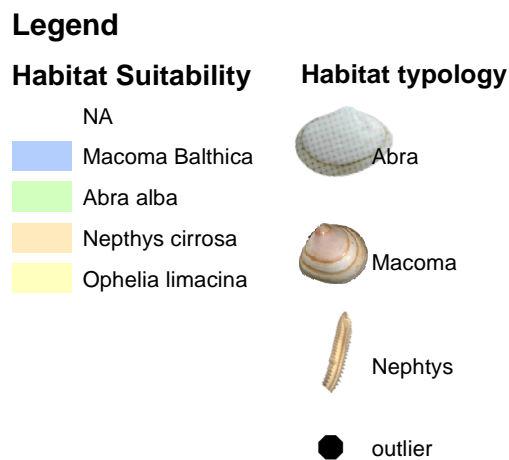 Legend
Habitat Suitability
NA
Macoma Balthica
Abra alba
Nepthys cirrosa
Ophelia limacina
Habitat typology
Abra
Macoma
Nephtys
outlier